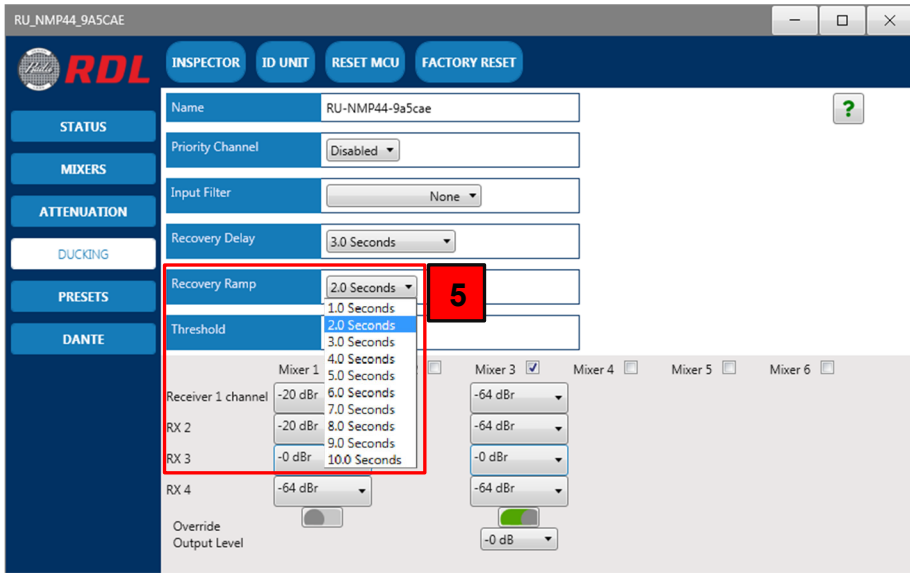 RU_NMP44_9A5CAE
RDL
INSPECTOR
ID UNIT
RESET MCU
FACTORY RESET
STATUS
MIXERS
ATTENUATION
DUCKING
PRESETS
DANTE
Name
RU-NMP44-9a5cae
?
Priority Channel
Disabled
Input Filter
None
Recovery Delay
3.0 Seconds
Recovery Ramp
2.0 Seconds
5
1.0 Seconds
2.0 Seconds
3.0 Seconds
4.0 Seconds
5.0 Seconds
6.0 Seconds
7.0 Seconds
8.0 Seconds
9.0 Seconds
10.0 Seconds
Threshold
Mixer 1
Mixer 3
Mixer 4
Mixer 5
Mixer 6
Receiver 1 channel
-20 dBr
-64 dBr
RX 2
-20 dBr
-64 dBr
RX 3
-0 dBr
-0 dBr
RX 4
-64 dBr
-64 dBr
Override
Output Level
-0 dB